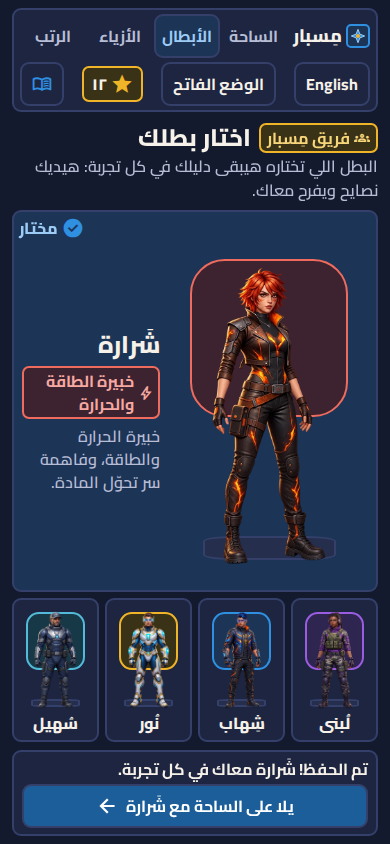 مِسبار
الساحة
الأبطال
الأزياء
الرتب
English
الوضع الفاتح
١٢
فريق مِسبار
اختار بطلك
البطل اللي تختاره هيبقى دليلك في كل تجربة: هيديك
نصايح ويفرح معاك.
مختار
شَرارة
خبيرة الطاقة
والحرارة
خبيرة الحرارة
والطاقة، وفاهمة
سر تحوّل المادة.
لُبنى
شِهاب
نُور
سُهيل
تم الحفظ! شَرارة معاك في كل تجربة.
يلا على الساحة مع شَرارة